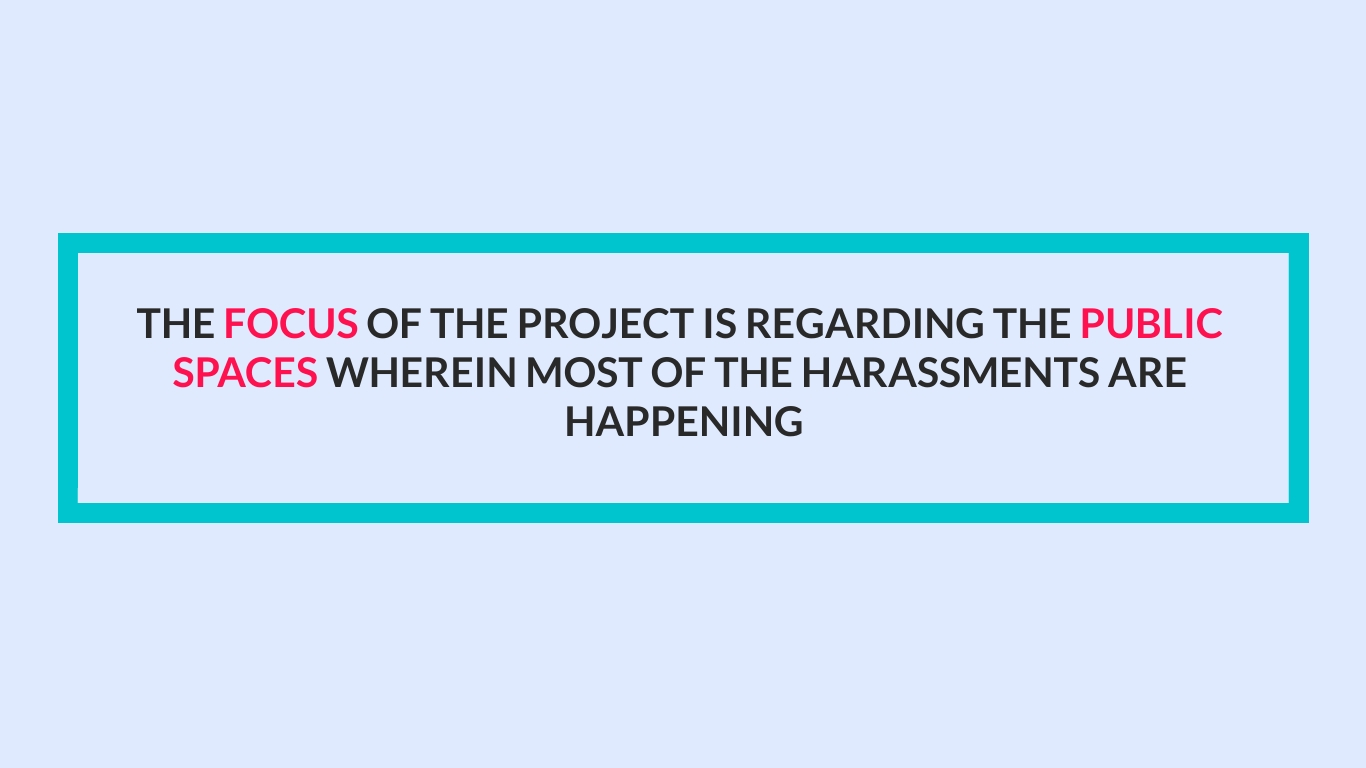 THE FOCUS OF THE PROJECT IS REGARDING THE PUBLIC
SPACES WHEREIN MOST OF THE HARASSMENTS ARE
HAPPENING